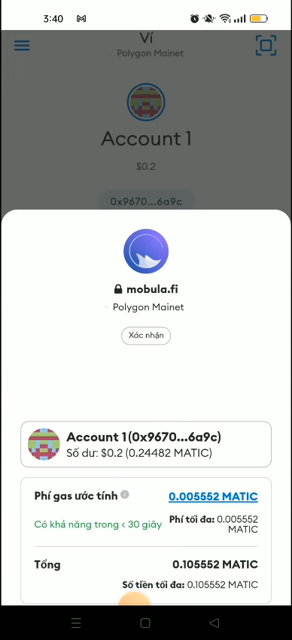 3:40
Ví
Polygon Mainet
Account 1
$0.2
0x9670...6a9c
mobula.fi
Polygon Mainet
Xác nhận
Account 1 (0x9670...6a9c)
Số dư: $0.2 (0.24482 MATIC)
Phí gas ước tính 0.005552 MATIC
Có khả năng trong < 30 giây Phí tối đa: 0.005552
MATIC
Tổng 0.105552 MATIC
Số tiền tối đa: 0.105552 MATIC